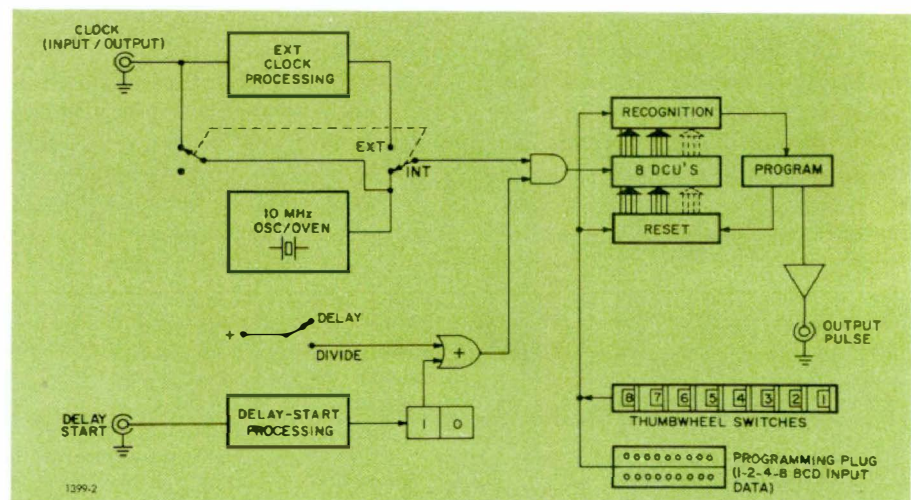 CLOCK
(INPUT / OUTPUT)
EXT
CLOCK
PROCESSING
EXT
INT
10 MHz
OSC/OVEN
RECOGNITION
8 DCU'S
PROGRAM
RESET
+
DELAY
DIVIDE
+
OUTPUT
PULSE
DELAY
START
DELAY-START
PROCESSING
1 0
8 7 6 5 4 3 2 1
THUMBWHEEL SWITCHES
PROGRAMMING PLUG
(1-2-4-8 BCD INPUT
DATA)
1399-2